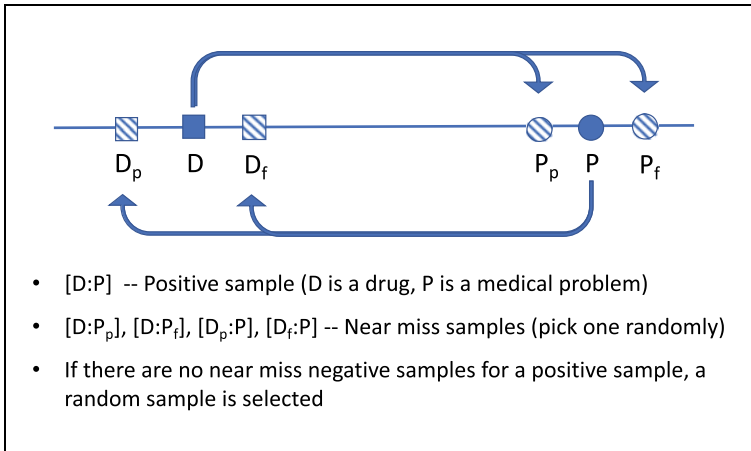 Dp D Df Pp P Pf
• [D:P] -- Positive sample (D is a drug, P is a medical problem)
• [D:Pp], [D:Pf], [Dp:P], [Df:P] -- Near miss samples (pick one randomly)
• If there are no near miss negative samples for a positive sample, a
random sample is selected